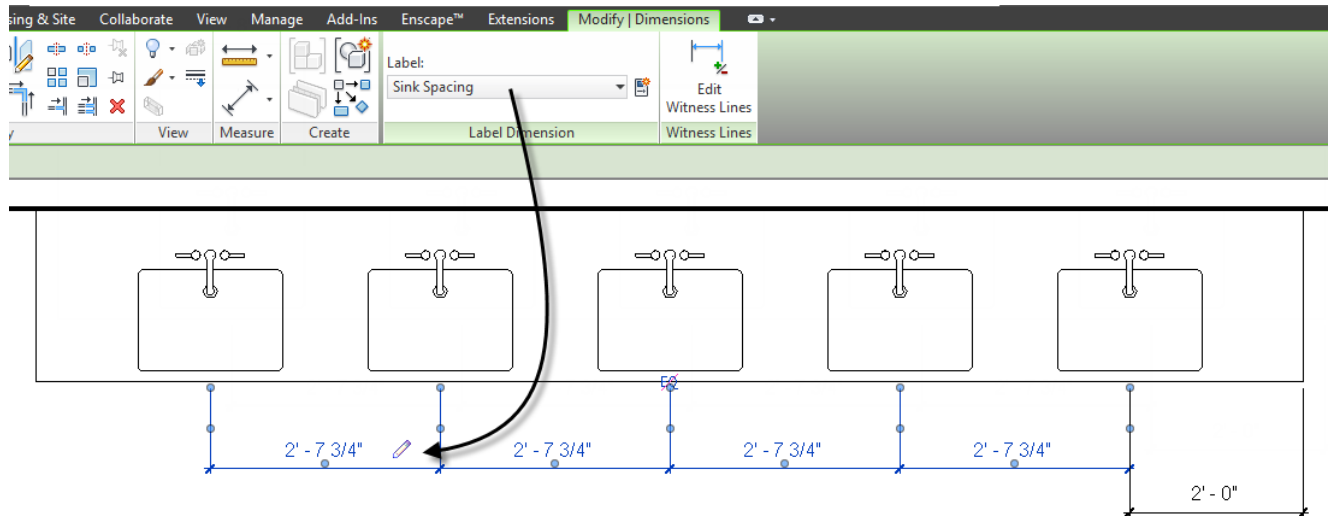 sing & Site Collaborate View Manage Add-Ins Enscape™ Extensions Modify | Dimensions
Label:
Sink Spacing
Edit
Witness Lines
y View Measure Create Label Dimension Witness Lines
EQ
2' - 7 3/4" 2' - 7 3/4" 2' - 7 3/4" 2' - 7 3/4"
2' - 0"